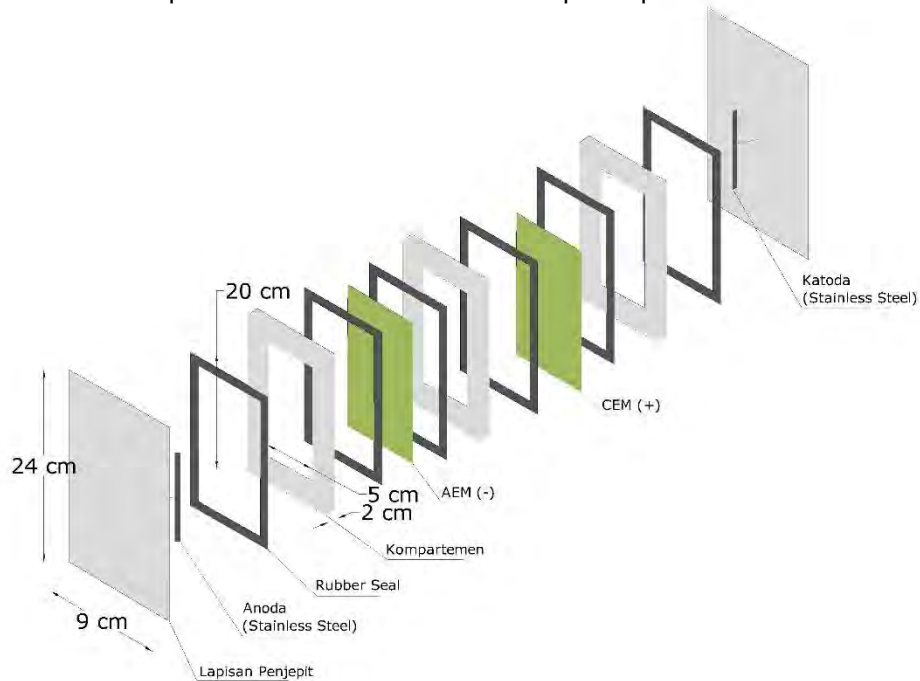 Katoda
(Stainless Steel)
20 cm
CEM (+)
24 cm
AEM (-)
5 cm
2 cm
Kompartemen
Rubber Seal
Anoda
(Stainless Steel)
9 cm
Lapisan Penjepit